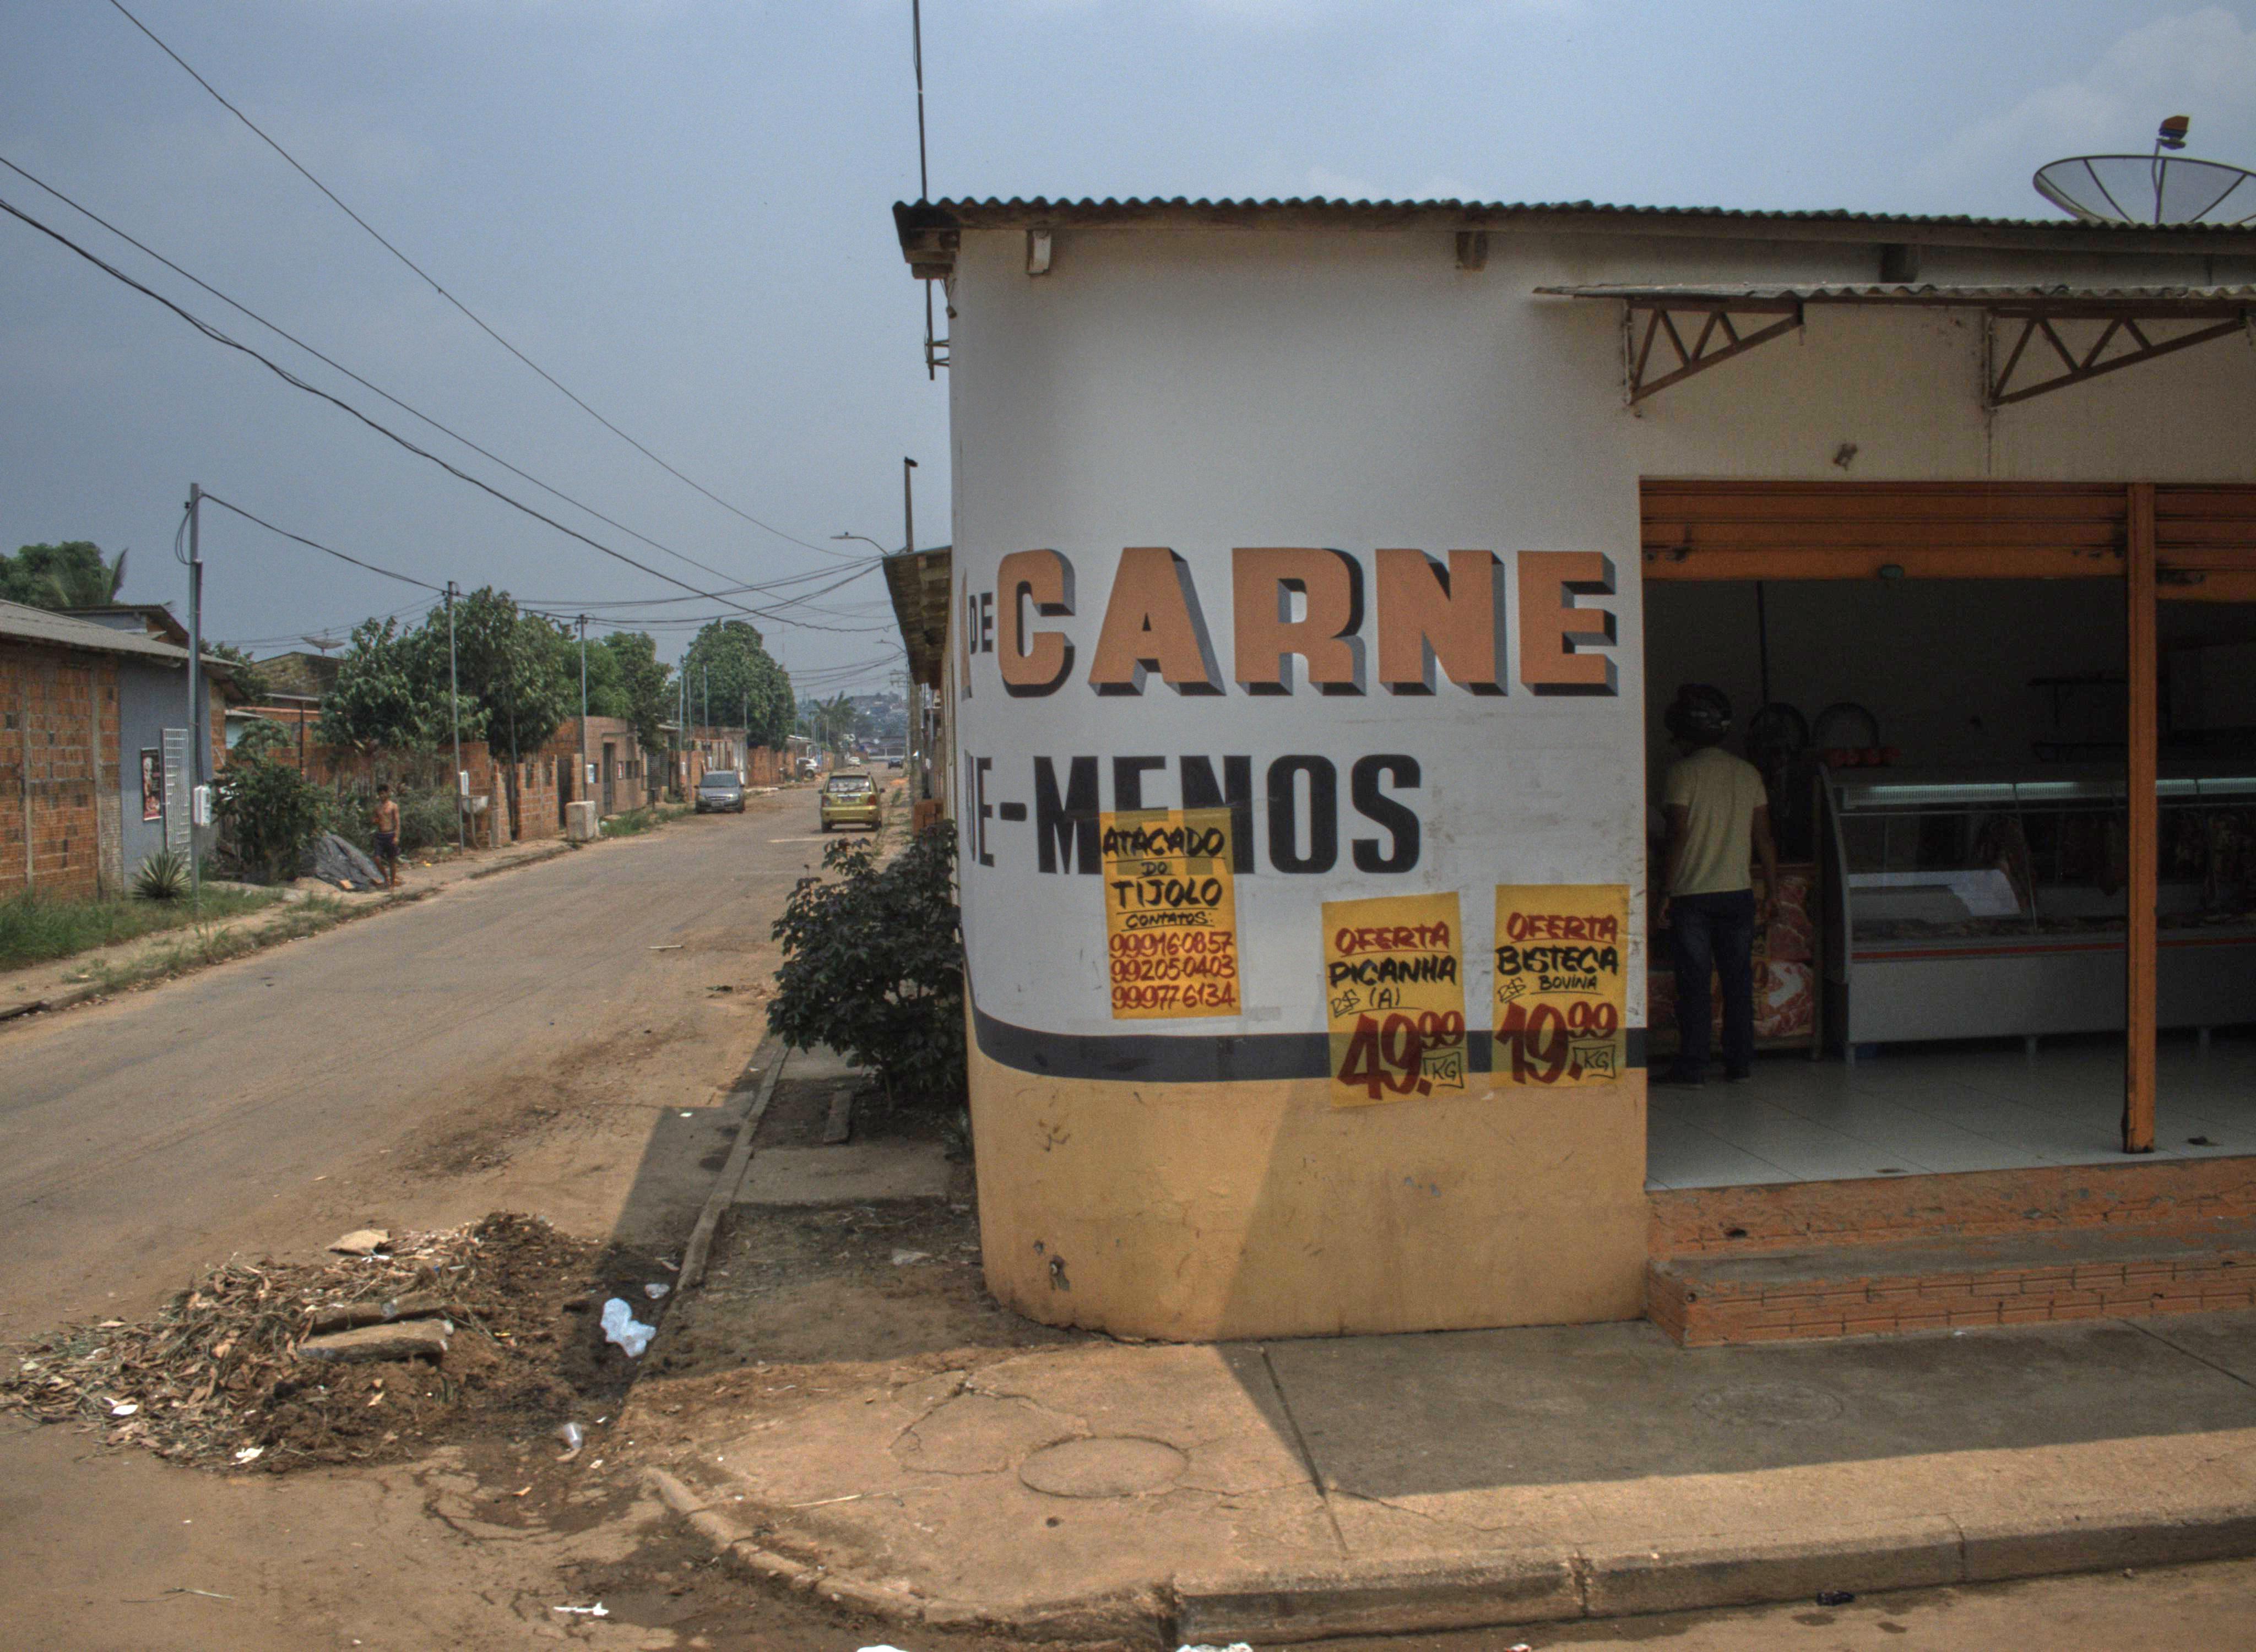 DE CARNE
E-MENOS
ATACADO
DO
TIJOLO
CONTATOS:
999160857
992050403
999776134
OFERTA
PICANHA
R$ (A)
49.99
KG
OFERTA
BISTECA
R$ BOVINA
19.99
KG